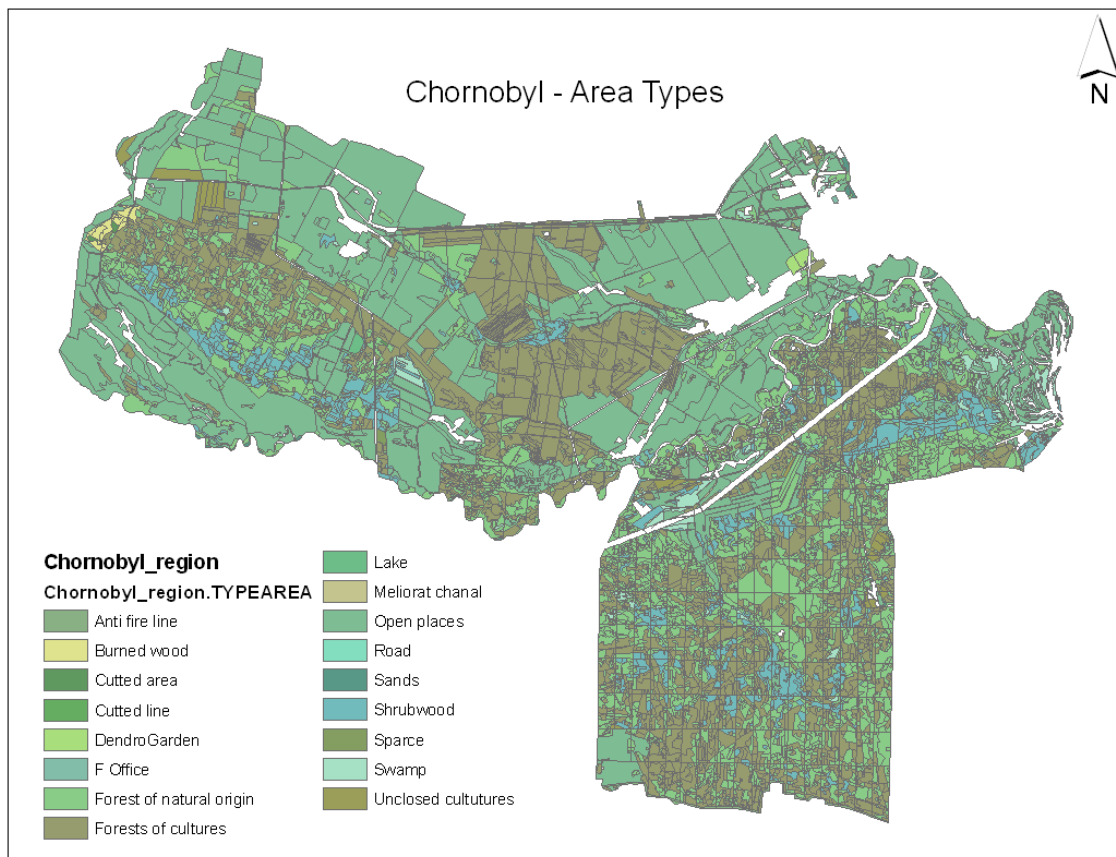 Chornobyl - Area Types
N
Chornobyl_region
Chornobyl_region.TYPEAREA
Anti fire line
Burned wood
Cutted area
Cutted line
DendroGarden
F Office
Forest of natural origin
Forests of cultures
Lake
Meliorat chanal
Open places
Road
Sands
Shrubwood
Sparce
Swamp
Unclosed cultutures